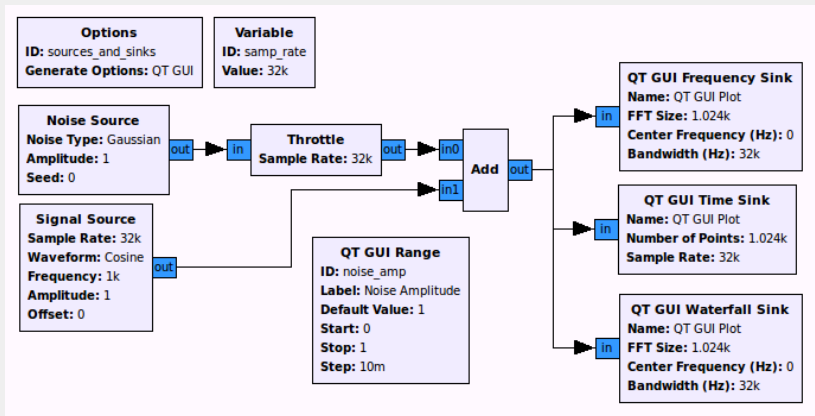 Options
ID: sources_and_sinks
Generate Options: QT GUI
Variable
ID: samp_rate
Value: 32k
Noise Source
Noise Type: Gaussian
Amplitude: 1
Seed: 0
out
in
Throttle
Sample Rate: 32k
out
in0
in1
Add
out
Signal Source
Sample Rate: 32k
Waveform: Cosine
Frequency: 1k
Amplitude: 1
Offset: 0
out
QT GUI Range
ID: noise_amp
Label: Noise Amplitude
Default Value: 1
Start: 0
Stop: 1
Step: 10m
in
QT GUI Frequency Sink
Name: QT GUI Plot
FFT Size: 1.024k
Center Frequency (Hz): 0
Bandwidth (Hz): 32k
in
QT GUI Time Sink
Name: QT GUI Plot
Number of Points: 1.024k
Sample Rate: 32k
in
QT GUI Waterfall Sink
Name: QT GUI Plot
FFT Size: 1.024k
Center Frequency (Hz): 0
Bandwidth (Hz): 32k